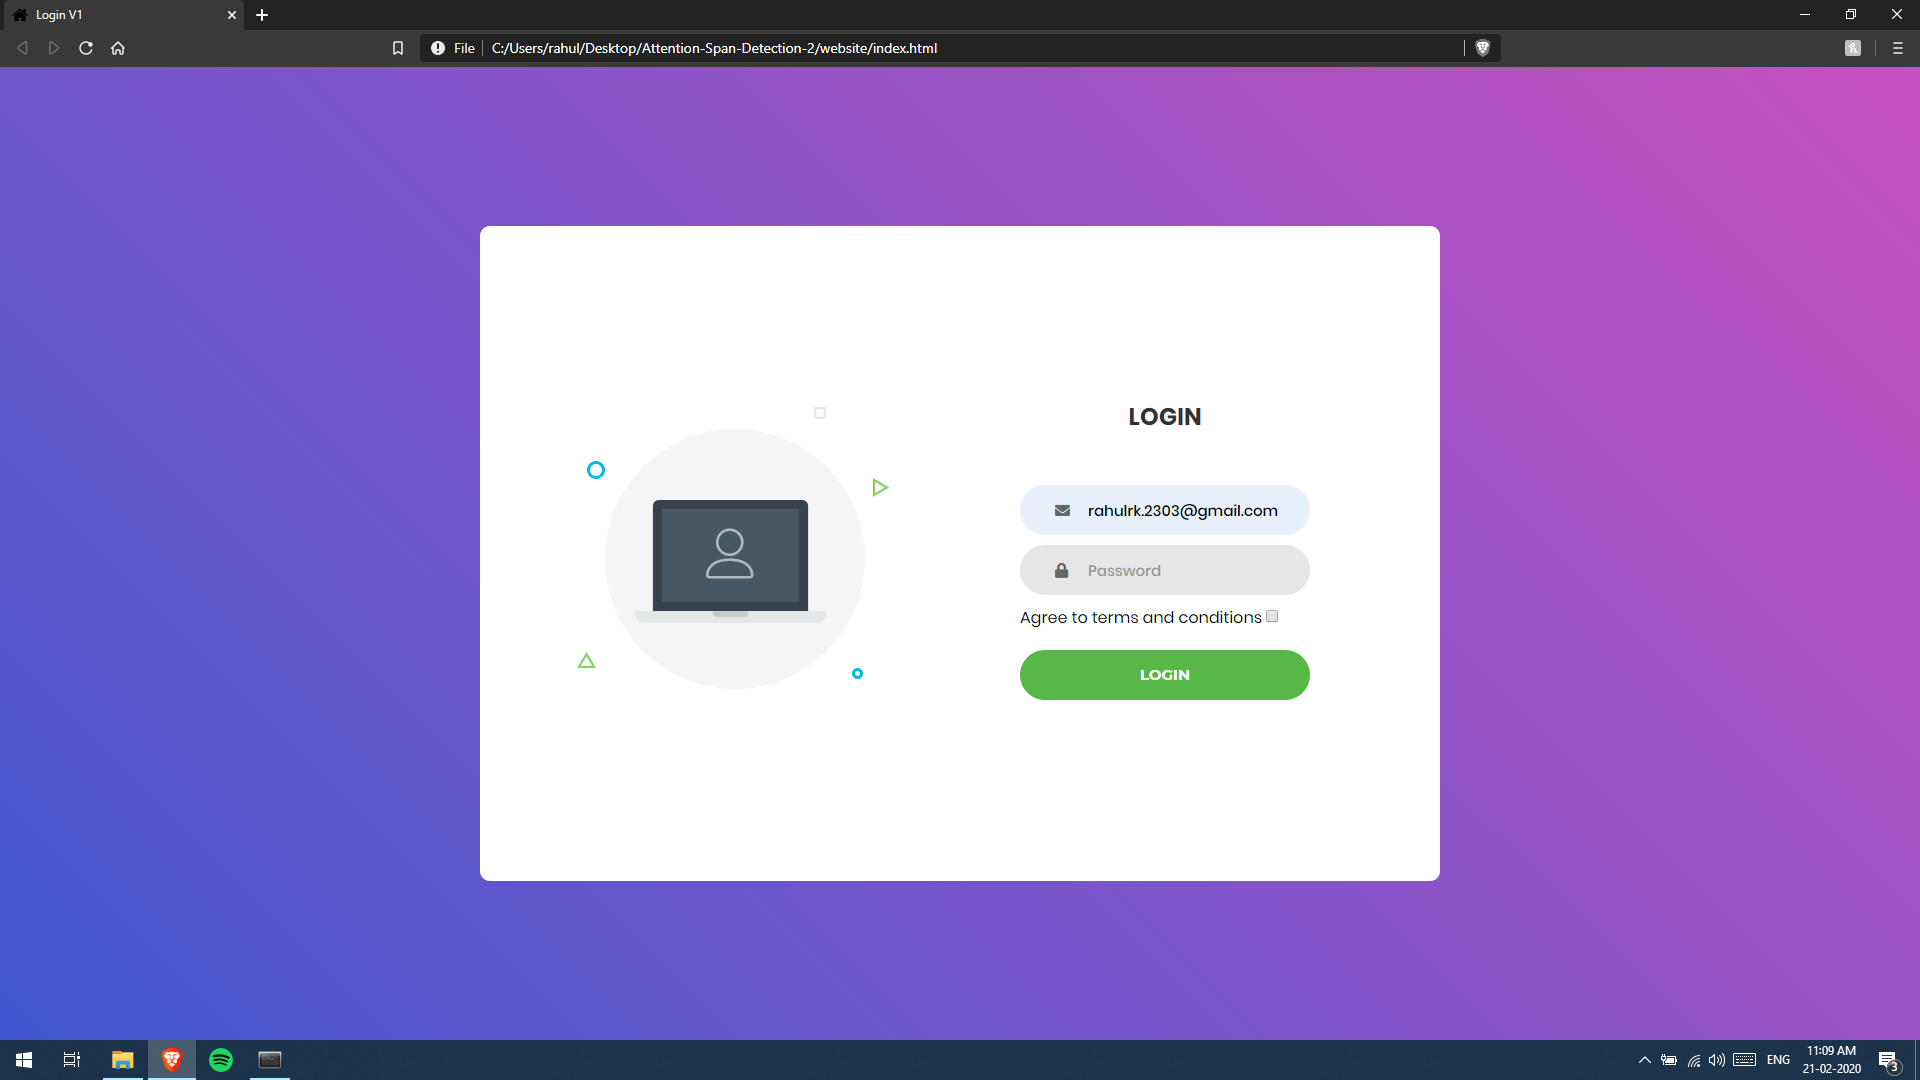 Login V1
File
C:/Users/rahul/Desktop/Attention-Span-Detection-2/website/index.html
LOGIN
rahulrk.2303@gmail.com
Password
Agree to terms and conditions
LOGIN
ENG
11:09 AM
21-02-2020
3